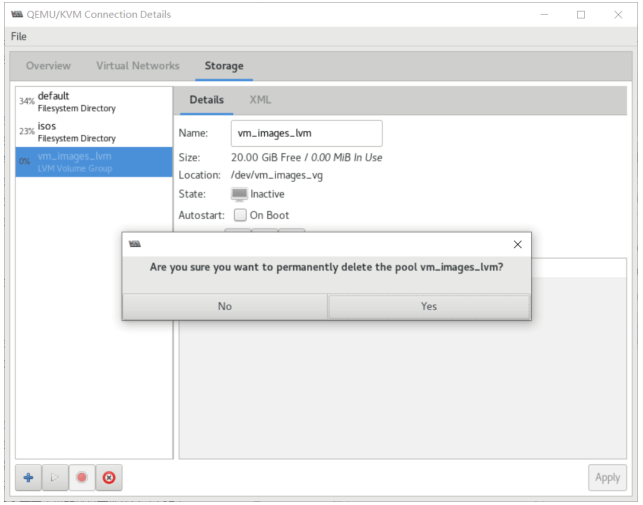 QEMU/KVM Connection Details
File
Overview Virtual Networks Storage
34% default
Filesystem Directory
23% isos
Filesystem Directory
0% vm_images_lvm
LVM Volume Group
Details XML
Name: vm_images_lvm
Size: 20.00 GiB Free / 0.00 MiB In Use
Location: /dev/vm_images_vg
State: Inactive
Autostart: On Boot
Are you sure you want to permanently delete the pool vm_images_lvm?
No Yes
Apply